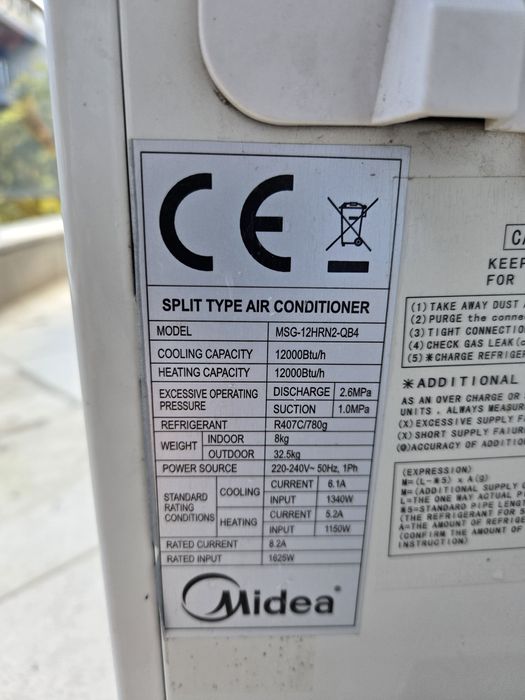 CE
SPLIT TYPE AIR CONDITIONER
MODEL MSG-12HRN2-QB4
COOLING CAPACITY 12000Btu/h
HEATING CAPACITY 12000Btu/h
EXCESSIVE OPERATING PRESSURE DISCHARGE 2.6MPa
SUCTION 1.0MPa
REFRIGERANT R407C/780g
WEIGHT INDOOR 8kg
OUTDOOR 32.5kg
POWER SOURCE 220-240V~ 50Hz, 1Ph
STANDARD RATING CONDITIONS COOLING CURRENT 6.1A
INPUT 1340W
HEATING CURRENT 5.2A
INPUT 1150W
RATED CURRENT 8.2A
RATED INPUT 1625W
Midea
KEEP
FOR
(1) TAKE AWAY DUST
(2) PURGE the
(3) TIGHT
(4) CHECK GAS LEAK
(5) *CHARGE
*ADDITIONAL
AS AN OVER CHARGE OR
UNITS. ALWAYS
(X) EXCESSIVE SUPPLY
(X) SHORT SUPPLY
ACCURACY OF
(EXPRESSION)
M=(L-*5) x A(g)
M=(ADDITIONAL SUPPLY
L=THE ONE WAY ACTUAL
*5=STANDARD PIPE
(THE REFRIGERANT FOR
A=THE AMOUNT OF
(CONFIRM THE AMOUNT OF
INSTRUCTION)